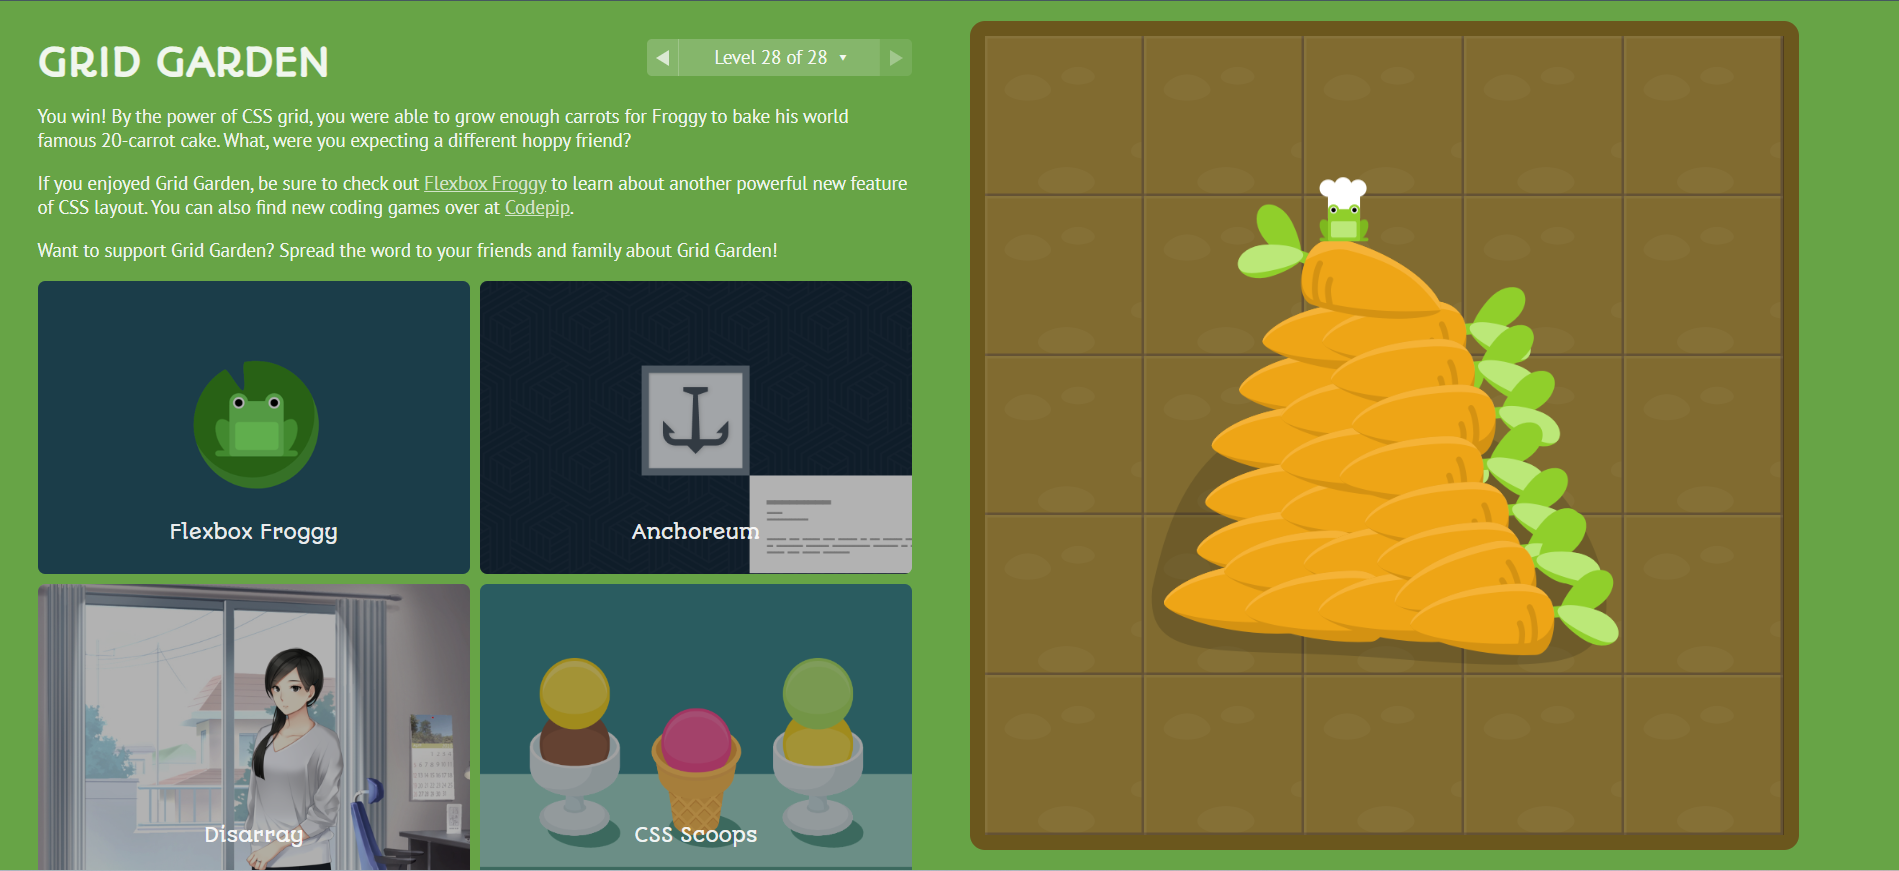 GRID GARDEN
◀ Level 28 of 28 ▼ ▶
You win! By the power of CSS grid, you were able to grow enough carrots for Froggy to bake his world
famous 20-carrot cake. What, were you expecting a different hoppy friend?
If you enjoyed Grid Garden, be sure to check out Flexbox Froggy to learn about another powerful new feature
of CSS layout. You can also find new coding games over at Codepip.
Want to support Grid Garden? Spread the word to your friends and family about Grid Garden!
Flexbox Froggy
Anchoreum
Disarray
CSS Scoops